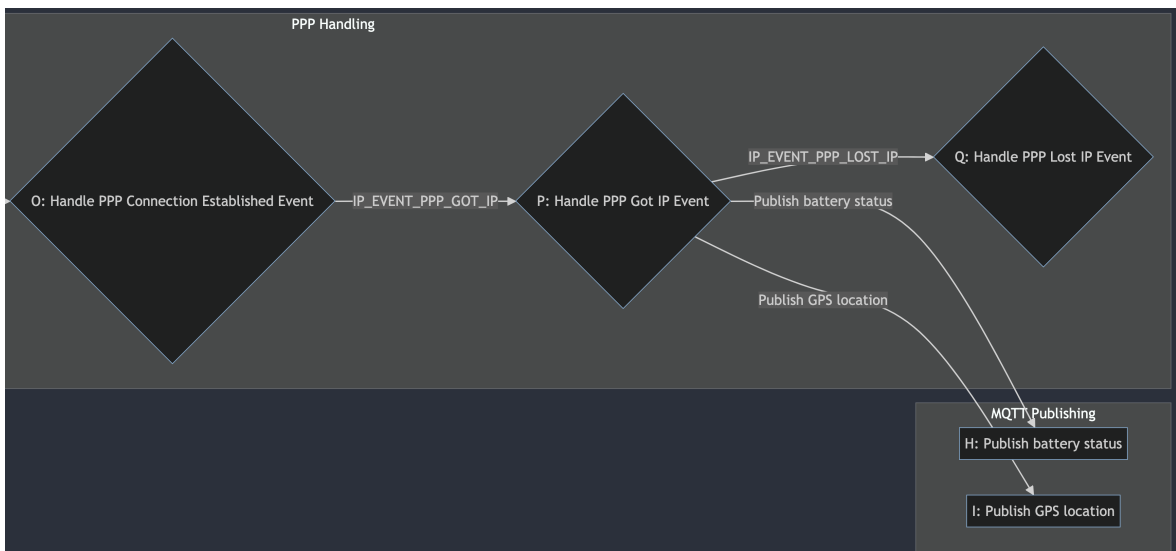 PPP Handling
O: Handle PPP Connection Established Event
IP_EVENT_PPP_GOT_IP
P: Handle PPP Got IP Event
IP_EVENT_PPP_LOST_IP
Q: Handle PPP Lost IP Event
Publish battery status
Publish GPS location
MQTT Publishing
H: Publish battery status
I: Publish GPS location